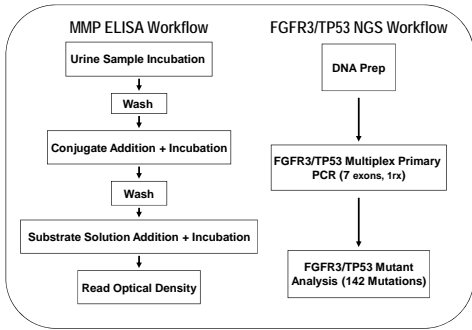 MMP ELISA Workflow
Urine Sample Incubation
Wash
Conjugate Addition + Incubation
Wash
Substrate Solution Addition + Incubation
Read Optical Density
FGFR3/TP53 NGS Workflow
DNA Prep
FGFR3/TP53 Multiplex Primary
PCR (7 exons, 1rx)
FGFR3/TP53 Mutant
Analysis (142 Mutations)